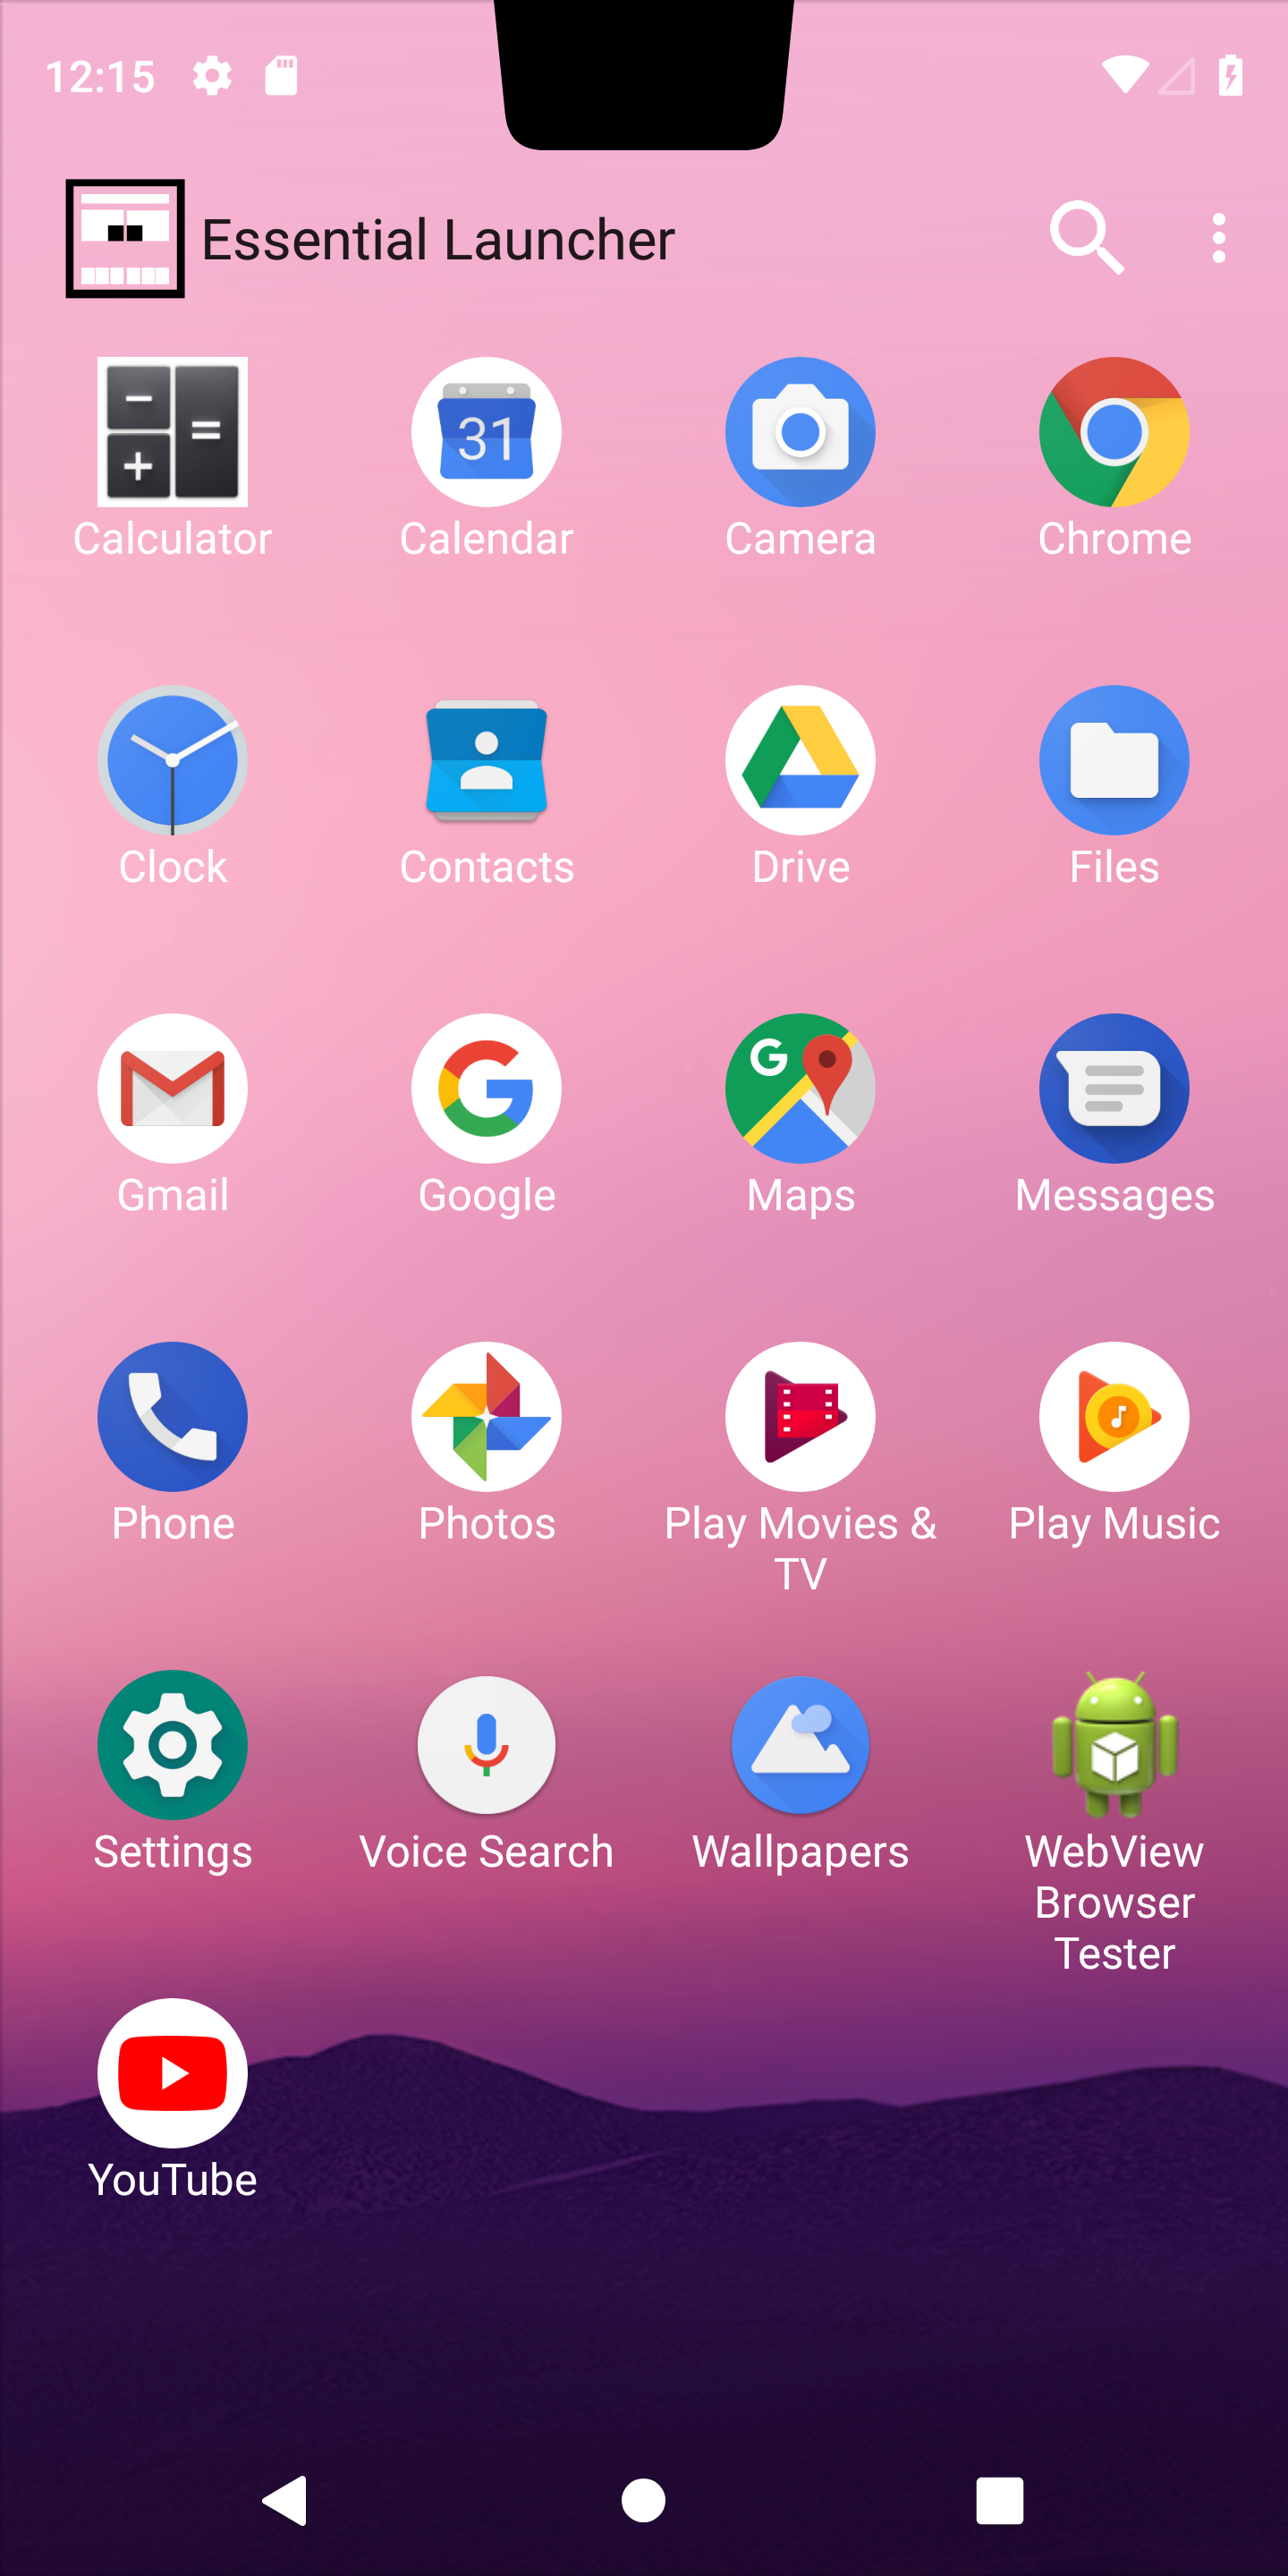 12:15
Essential Launcher
Calculator
Calendar
31
Camera
Chrome
Clock
Contacts
Drive
Files
Gmail
Google
Maps
Messages
Phone
Photos
Play Movies &
TV
Play Music
Settings
Voice Search
Wallpapers
WebView
Browser
Tester
YouTube